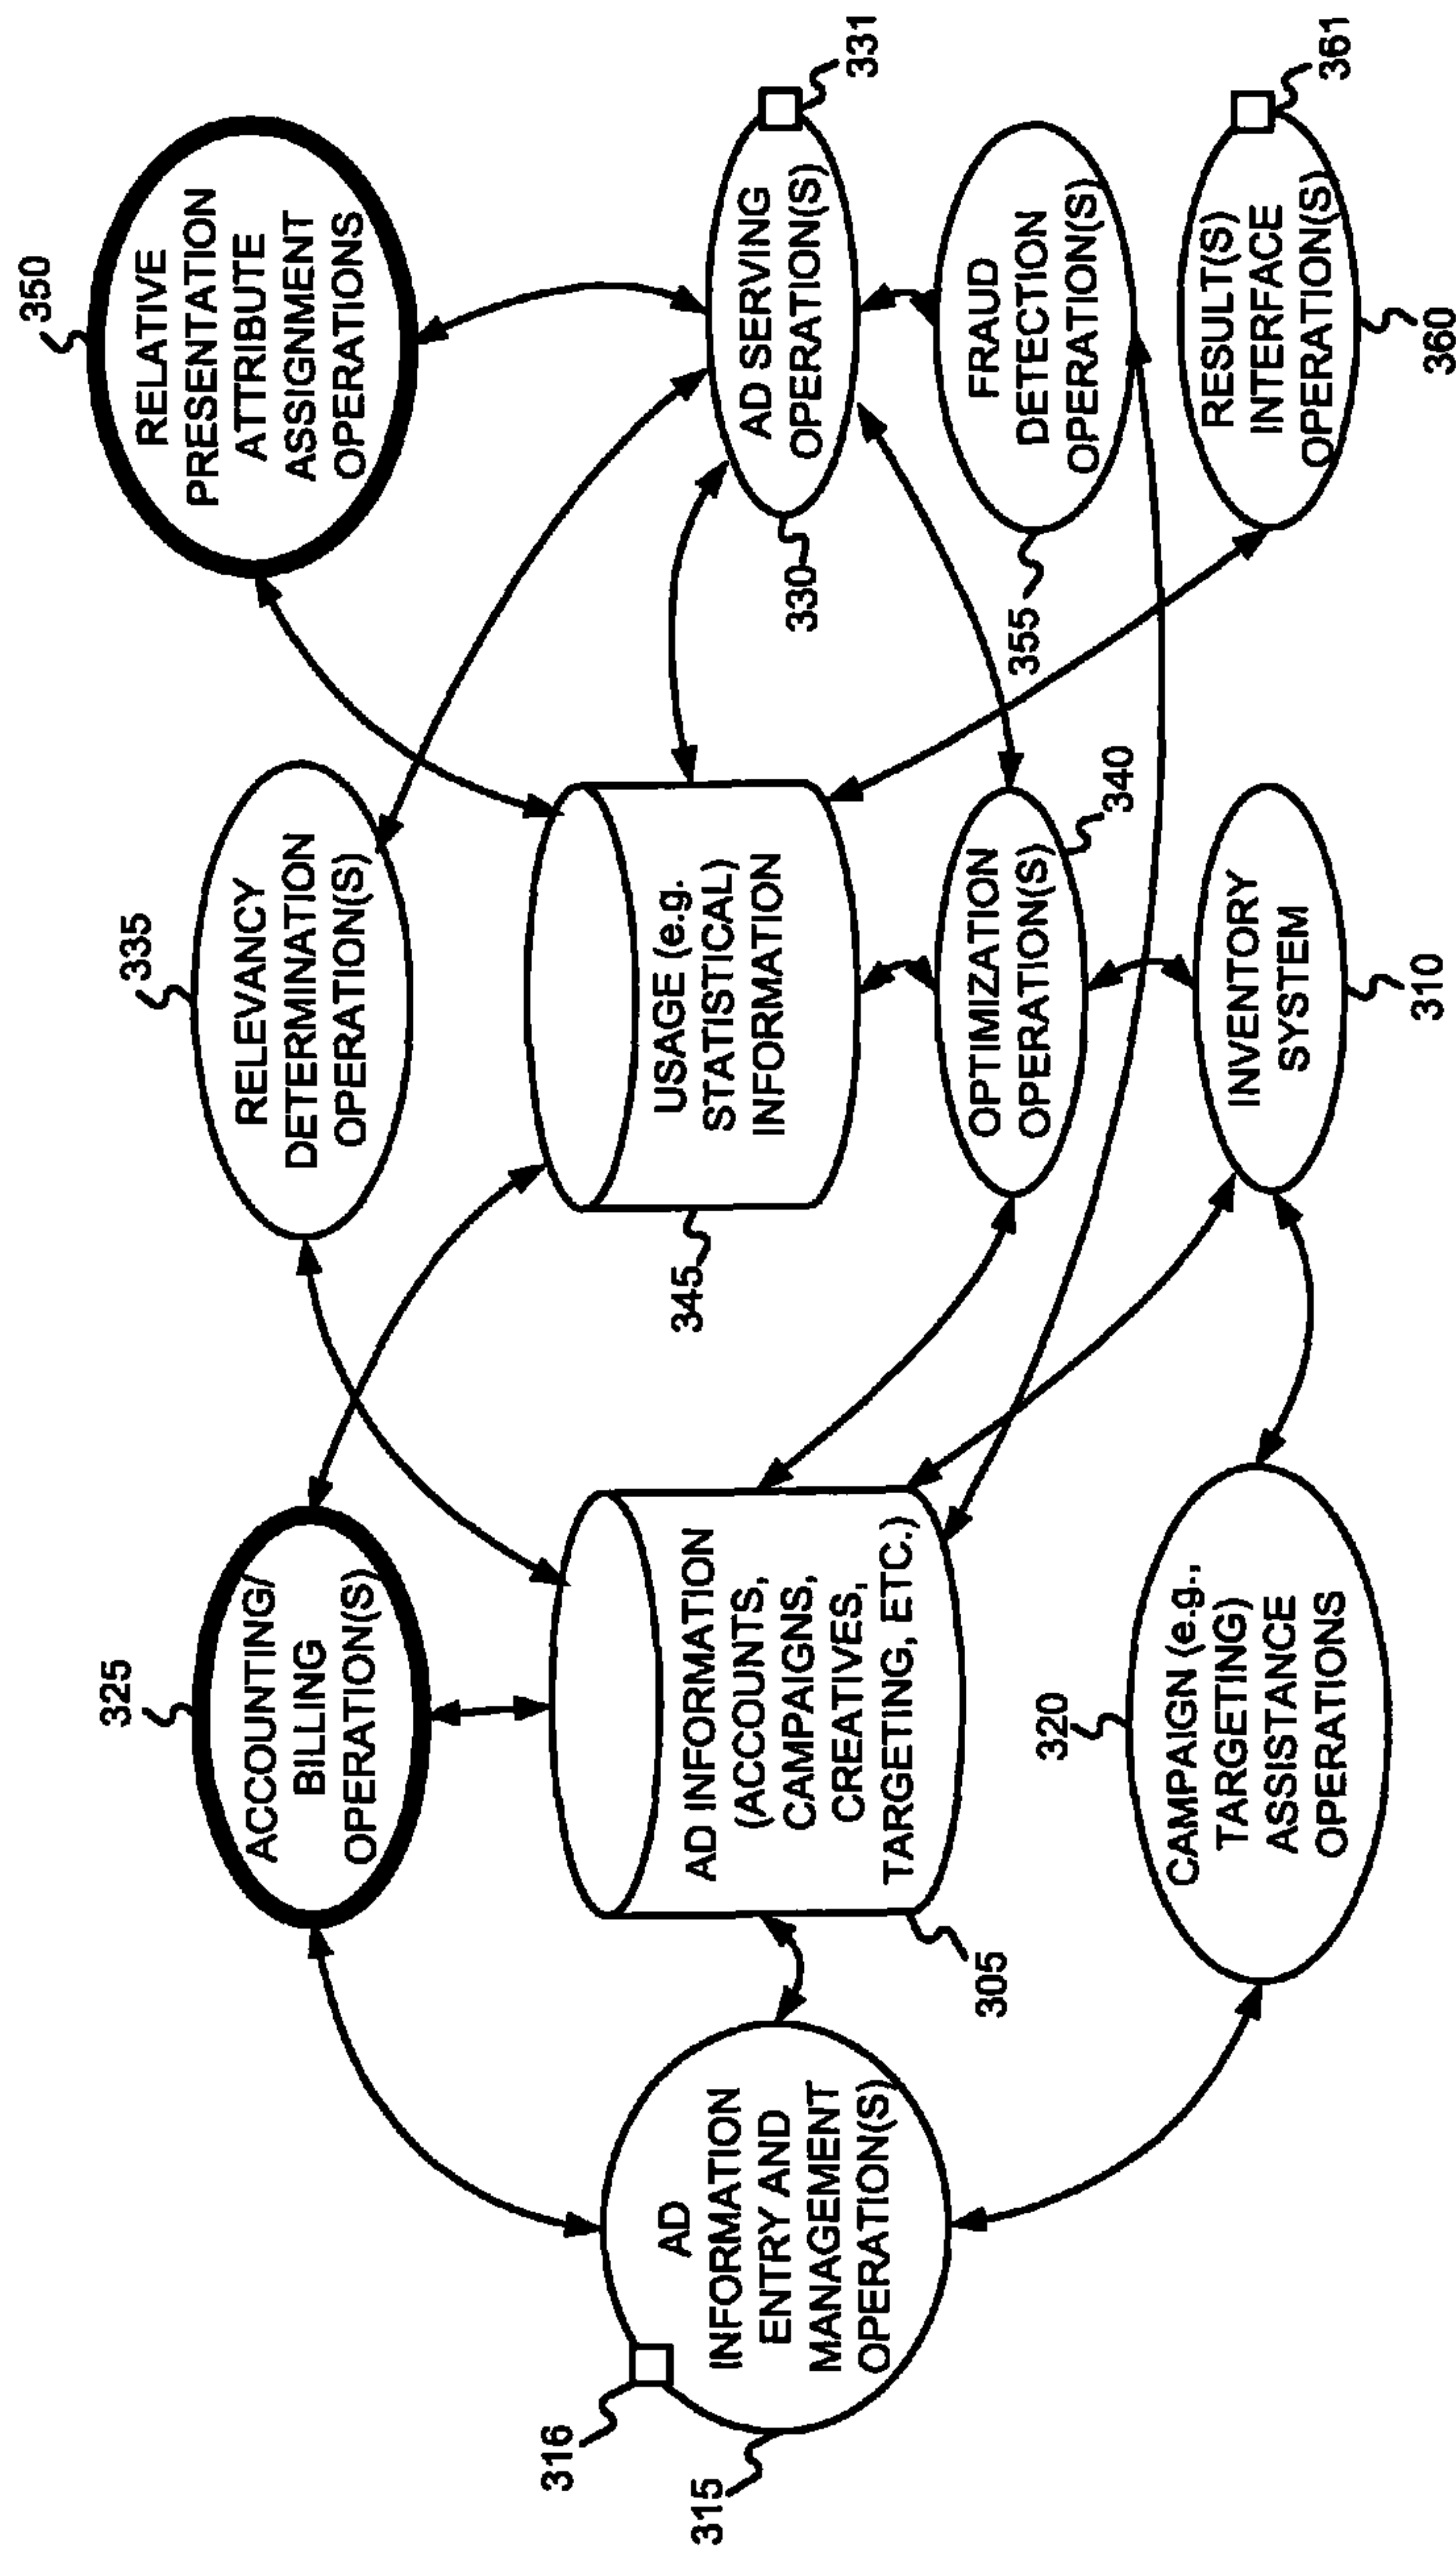 350
RELATIVE
PRESENTATION
ATTRIBUTE
ASSIGNMENT
OPERATIONS
335
RELEVANCY
DETERMINATION
OPERATION(S)
325
ACCOUNTING/
BILLING
OPERATION(S)
331
AD SERVING
OPERATION(S)
330
USAGE (e.g.
STATISTICAL)
INFORMATION
345
AD INFORMATION
(ACCOUNTS,
CAMPAIGNS,
CREATIVES,
TARGETING, ETC.)
305
316
AD
INFORMATION
ENTRY AND
MANAGEMENT
OPERATION(S)
315
FRAUD
DETECTION
OPERATION(S)
355
OPTIMIZATION
OPERATION(S)
340
361
RESULT(S)
INTERFACE
OPERATION(S)
360
INVENTORY
SYSTEM
310
320
CAMPAIGN (e.g.,
TARGETING)
ASSISTANCE
OPERATIONS